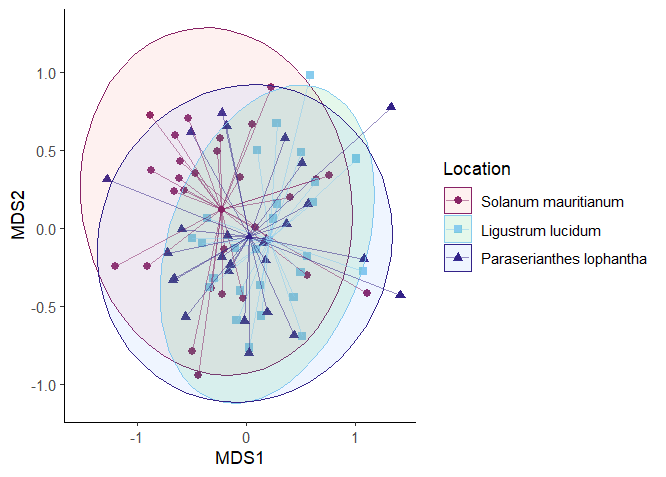 1.0
0.5
0.0
-0.5
-1.0
MDS2
-1
0
1
MDS1
Location
Solanum mauritianum
Ligustrum lucidum
Paraserianthes lophantha